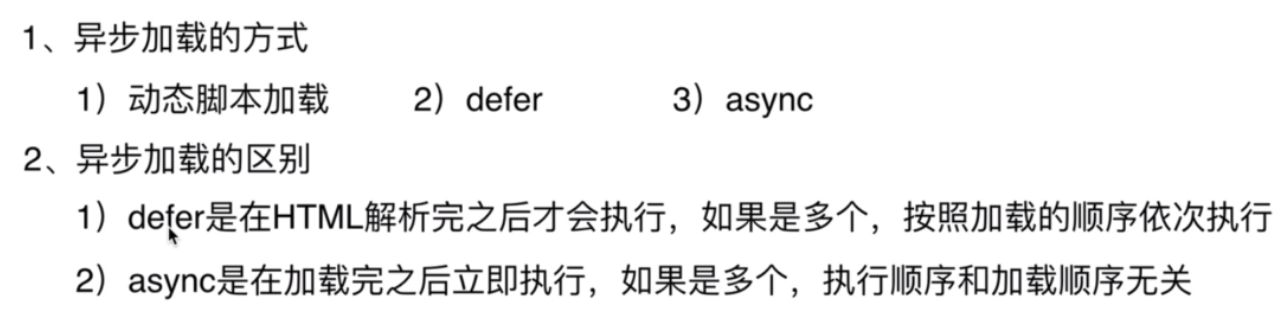 1、异步加载的方式
1）动态脚本加载 2）defer 3）async
2、异步加载的区别
1）defer是在HTML解析完之后才会执行，如果是多个，按照加载的顺序依次执行
2）async是在加载完之后立即执行，如果是多个，执行顺序和加载顺序无关